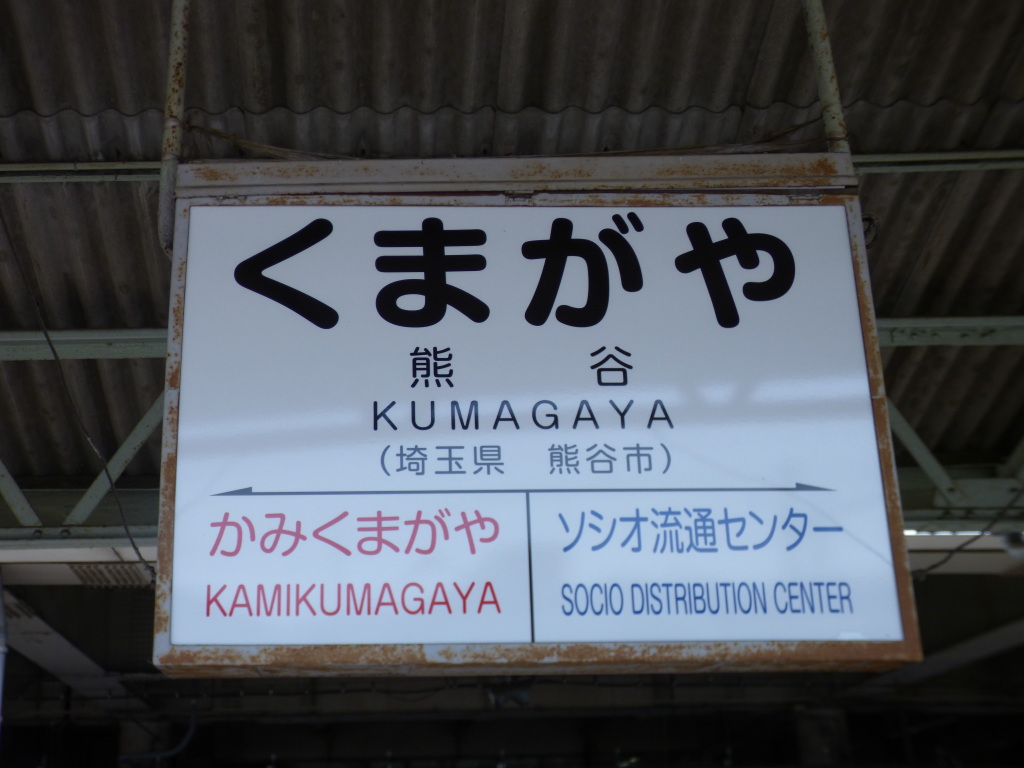 くまがや
熊谷
KUMAGAYA
(埼玉県 熊谷市)
かみくまがや
KAMIKUMAGAYA
ソシオ流通センター
SOCIO DISTRIBUTION CENTER